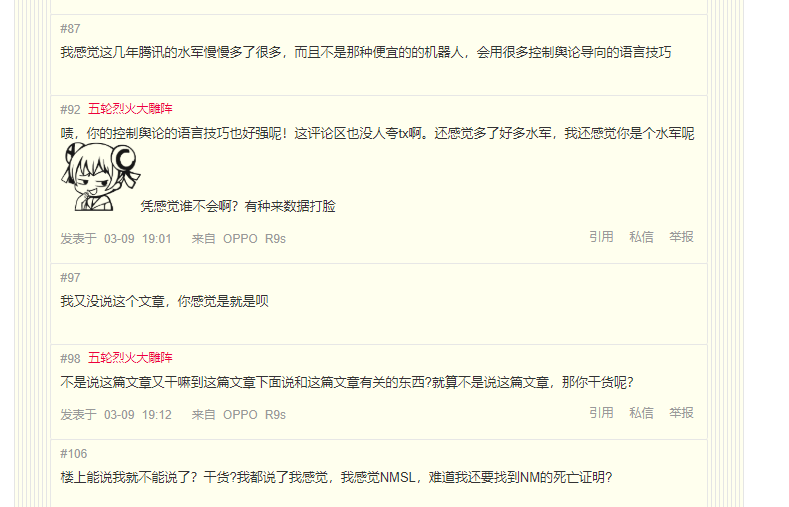 #87
我感觉这几年腾讯的水军慢慢多了很多，而且不是那种便宜的的机器人，会用很多控制舆论导向的语言技巧
#92 五轮烈火大雕阵
啧，你的控制舆论的语言技巧也好强呢！这评论区也没人夸tx啊。还感觉多了好多水军，我还感觉你是个水军呢
凭感觉谁不会啊？有种来数据打脸
发表于 03-09 19:01 来自 OPPO R9s 引用 私信 举报
#97
我又没说这个文章，你感觉是就是呗
#98 五轮烈火大雕阵
不是说这篇文章又干嘛到这篇文章下面说和这篇文章有关的东西?就算不是说这篇文章，那你干货呢？
发表于 03-09 19:12 来自 OPPO R9s 引用 私信 举报
#106
楼上能说我就不能说了？干货?我都说了我感觉，我感觉NMSL，难道我还要找到NM的死亡证明？